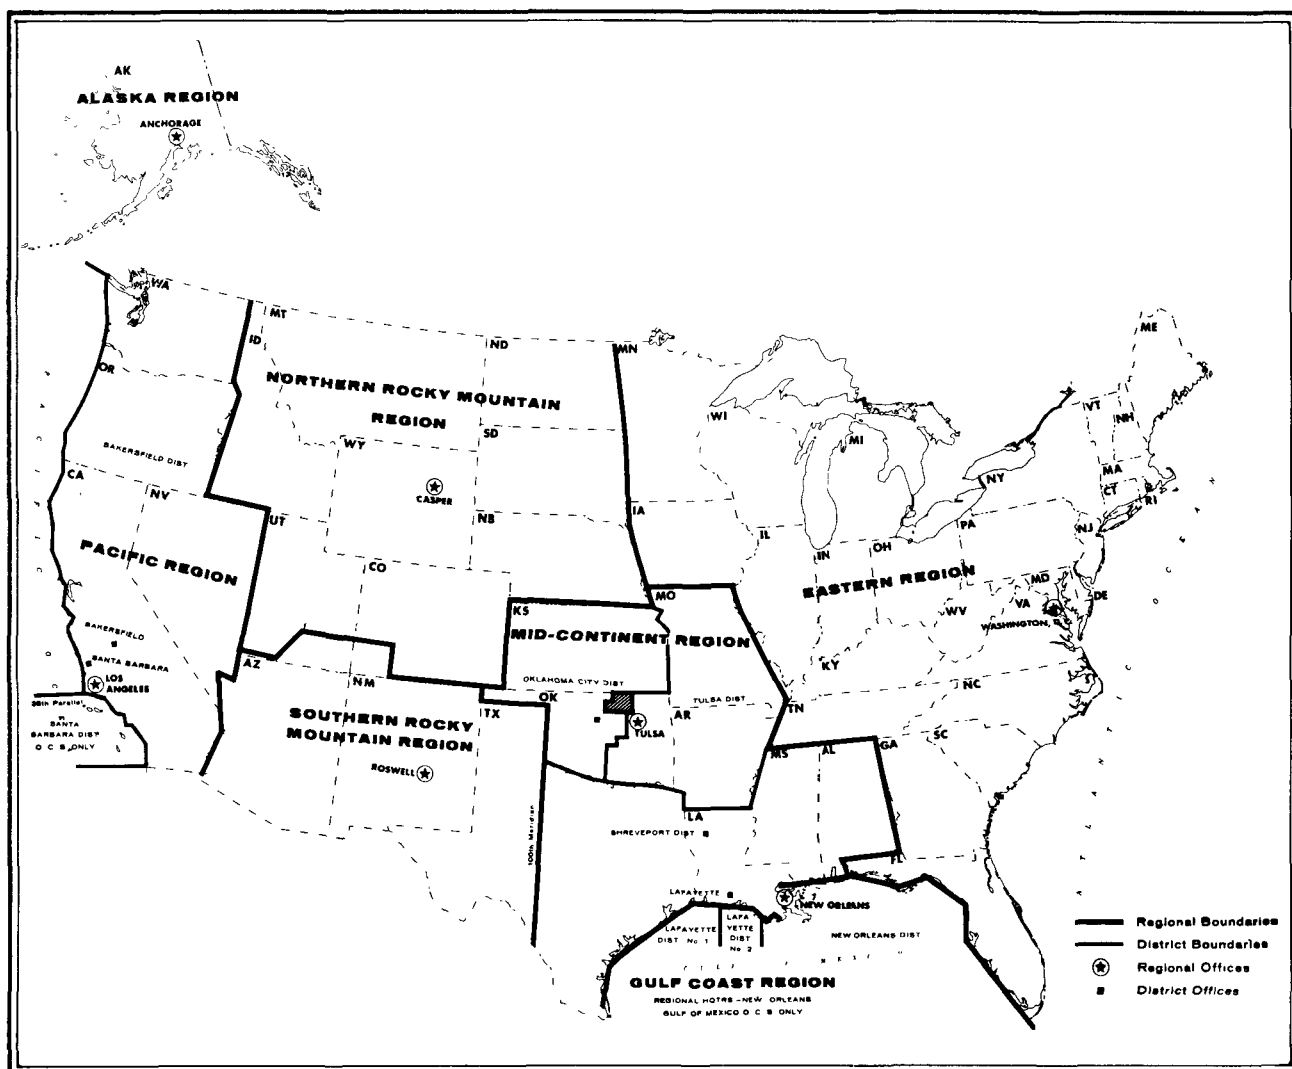 AK
ALASKA REGION
ANCHORAGE
WA
MT
ID
ND
MN
ME
OR
NORTHERN ROCKY MOUNTAIN
REGION
WI
VT
NH
MI
SD
WY
BAKERSFIELD DIST
CA
NV
CASPER
NY
MA
CT
RI
UT
NB
IA
IL
PA
NJ
IN
OH
PACIFIC REGION
CO
EASTERN REGION
MD
DE
KS
MO
WV
VA
WASHINGTON
MID-CONTINENT REGION
BAKERSFIELD
SANTA BARBARA
AZ
KY
LOS
ANGELES
NM
OKLAHOMA CITY DIST
OK
TULSA DIST
NC
TN
SANTA
BARBARA DIST
O C S ONLY
SOUTHERN ROCKY
MOUNTAIN REGION
TX
AR
TULSA
SC
MS
AL
GA
ROSWELL
100th Meridian
LA
SHREVEPORT DIST
FL
LAFAYETTE
NEW ORLEANS
LAFAYETTE
DIST No 1
LAFA
YETTE
DIST
No 2
NEW ORLEANS DIST
GULF COAST REGION
REGIONAL HQTRS - NEW ORLEANS
GULF OF MEXICO O C S ONLY
Regional Boundaries
District Boundaries
Regional Offices
District Offices